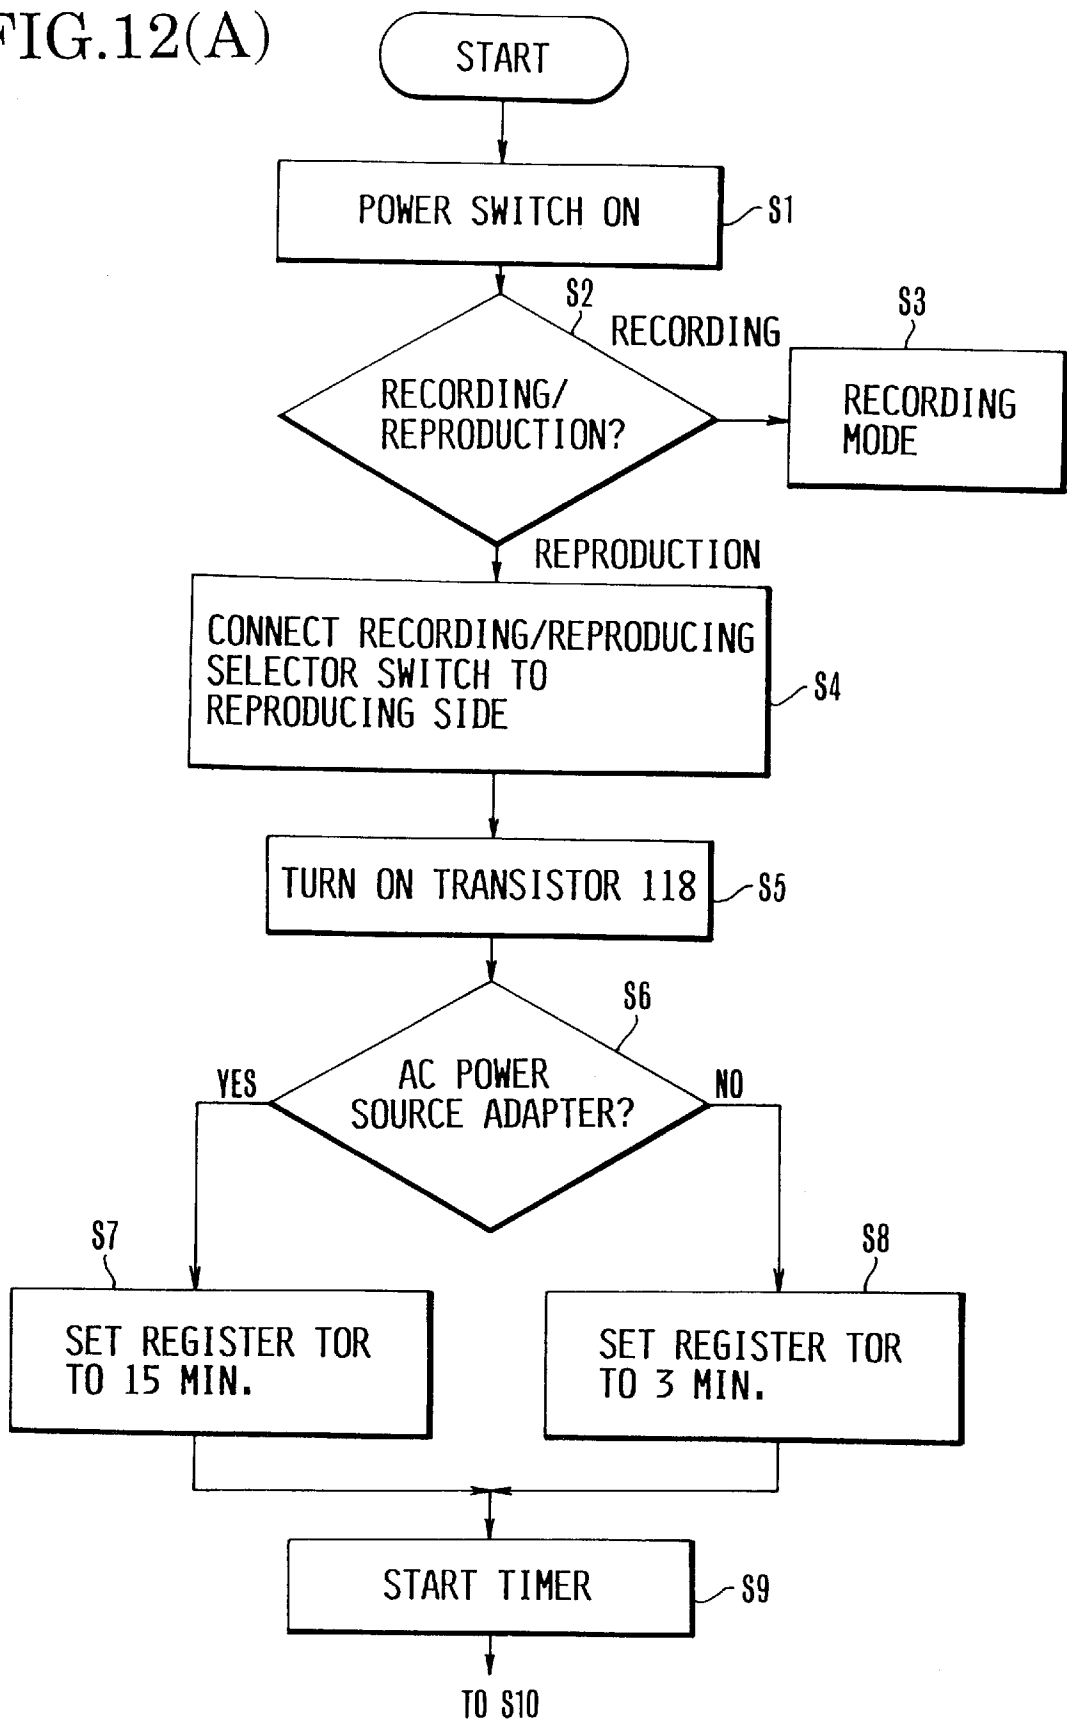 FIG.12(A)
START
POWER SWITCH ON
S1
S2
RECORDING
S3
RECORDING/
REPRODUCTION?
RECORDING
MODE
REPRODUCTION
CONNECT RECORDING/REPRODUCING
SELECTOR SWITCH TO
REPRODUCING SIDE
S4
TURN ON TRANSISTOR 118
S5
S6
YES
AC POWER
SOURCE ADAPTER?
NO
S7
SET REGISTER TOR
TO 15 MIN.
S8
SET REGISTER TOR
TO 3 MIN.
START TIMER
S9
TO S10